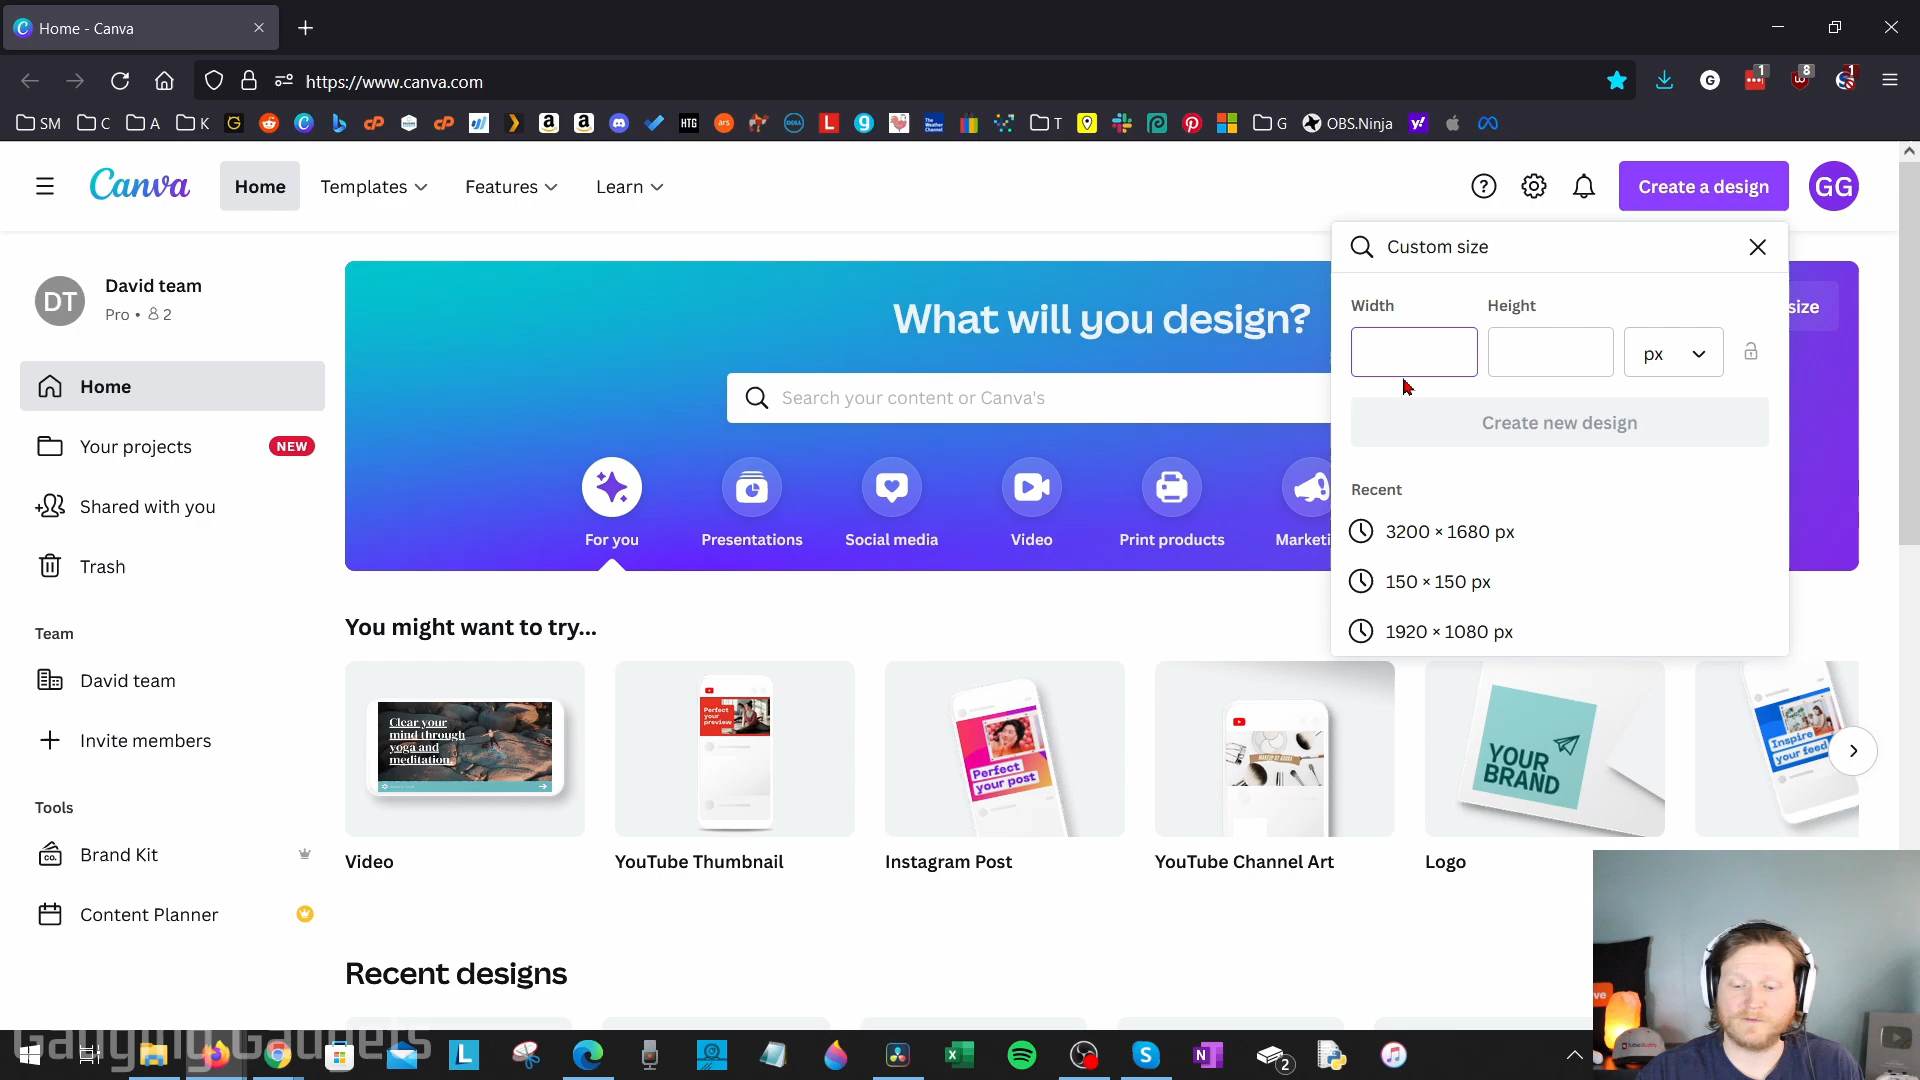 Home - Canva
https://www.canva.com
SM
C
A
K
HTG
T
G
OBS.Ninja
Canva
Home
Templates
Features
Learn
Create a design
GG
DT
David team
Pro • 2
Home
Your projects
NEW
Shared with you
Trash
Team
David team
Invite members
Tools
Brand Kit
Content Planner
What will you design?
size
Search your content or Canva's
For you
Presentations
Social media
Video
Print products
Marketi
Custom size
Width
Height
px
Create new design
Recent
3200 × 1680 px
150 × 150 px
1920 × 1080 px
You might want to try...
Clear your
mind through
yoga and
meditation.
Perfect
your
preview
Perfect
your post
YOUR
BRAND
Inspire
your feed
Video
YouTube Thumbnail
Instagram Post
YouTube Channel Art
Logo
Recent designs
Gauging Gadgets